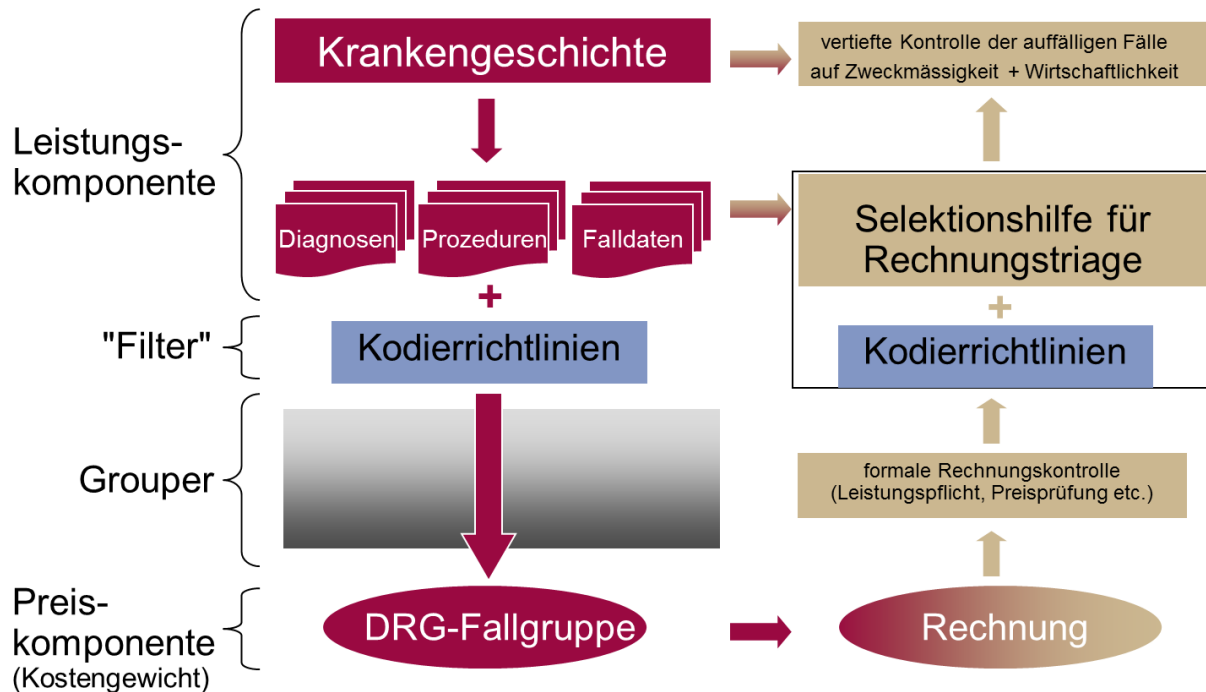 Krankengeschichte
vertiefte Kontrolle der auffälligen Fälle
auf Zweckmässigkeit + Wirtschaftlichkeit
Leistungs-
komponente
Diagnosen
Prozeduren
Falldaten
Selektionshilfe für
Rechnungstriage
+
+
"Filter"
Kodierrichtlinien
Kodierrichtlinien
Grouper
formale Rechnungskontrolle
(Leistungspflicht, Preisprüfung etc.)
Preis-
komponente
(Kostengewicht)
DRG-Fallgruppe
Rechnung